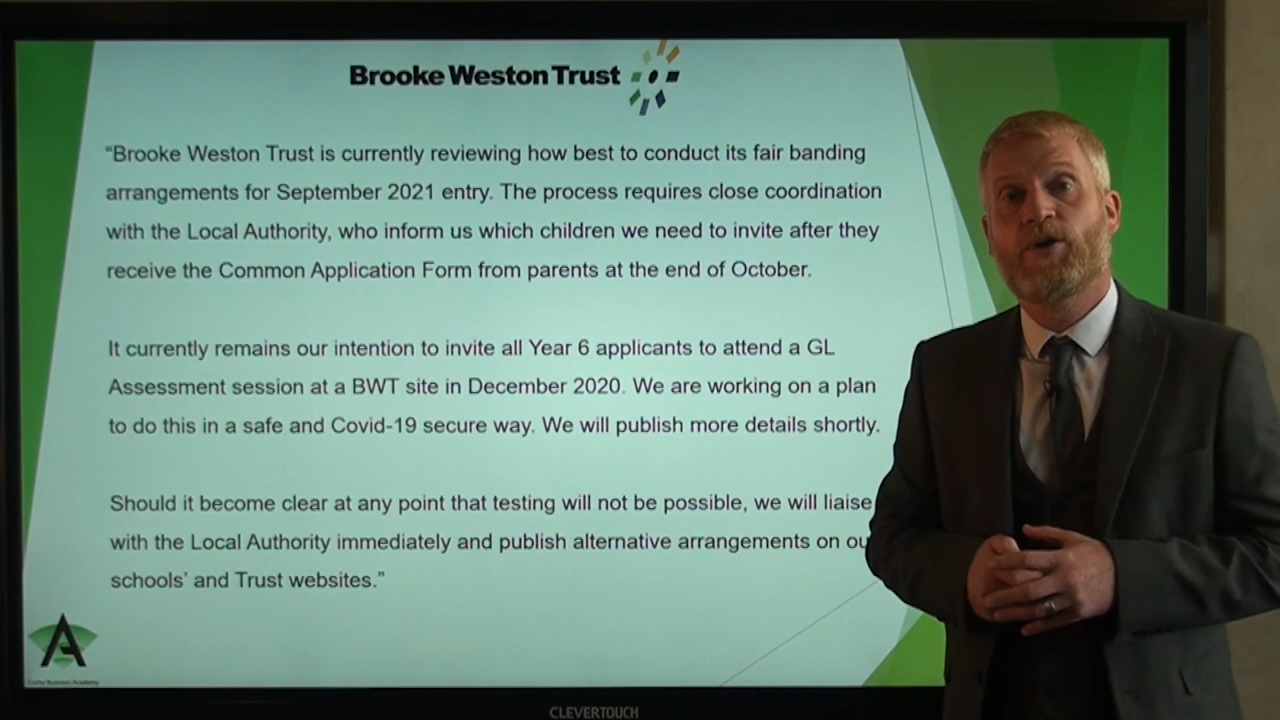 Brooke Weston Trust
“Brooke Weston Trust is currently reviewing how best to conduct its fair banding
arrangements for September 2021 entry. The process requires close coordination
with the Local Authority, who inform us which children we need to invite after they
receive the Common Application Form from parents at the end of October.
It currently remains our intention to invite all Year 6 applicants to attend a GL
Assessment session at a BWT site in December 2020. We are working on a plan
to do this in a safe and Covid-19 secure way. We will publish more details shortly.
Should it become clear at any point that testing will not be possible, we will liaise
with the Local Authority immediately and publish alternative arrangements on ou
schools’ and Trust websites.”
Corby Business Academy
CLEVERTOUCH